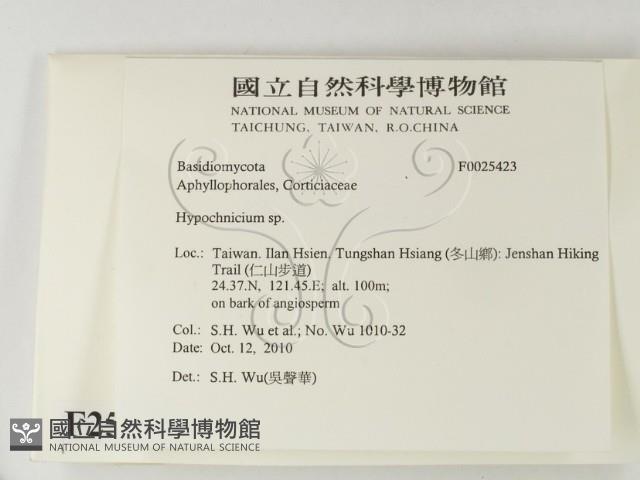 國立自然科學博物館
NATIONAL MUSEUM OF NATURAL SCIENCE
TAICHUNG, TAIWAN, R.O.CHINA
Basidiomycota F0025423
Aphyllophorales, Corticiaceae
Hypochnicium sp.
Loc.: Taiwan. Ilan Hsien. Tungshan Hsiang (冬山鄉): Jenshan Hiking
Trail (仁山步道)
24.37.N, 121.45.E; alt. 100m;
on bark of angiosperm
Col.: S.H. Wu et al.; No. Wu 1010-32
Date: Oct. 12, 2010
Det.: S.H. Wu(吳聲華)
國立自然科學博物館
NATIONAL MUSEUM OF NATURAL SCIENCE